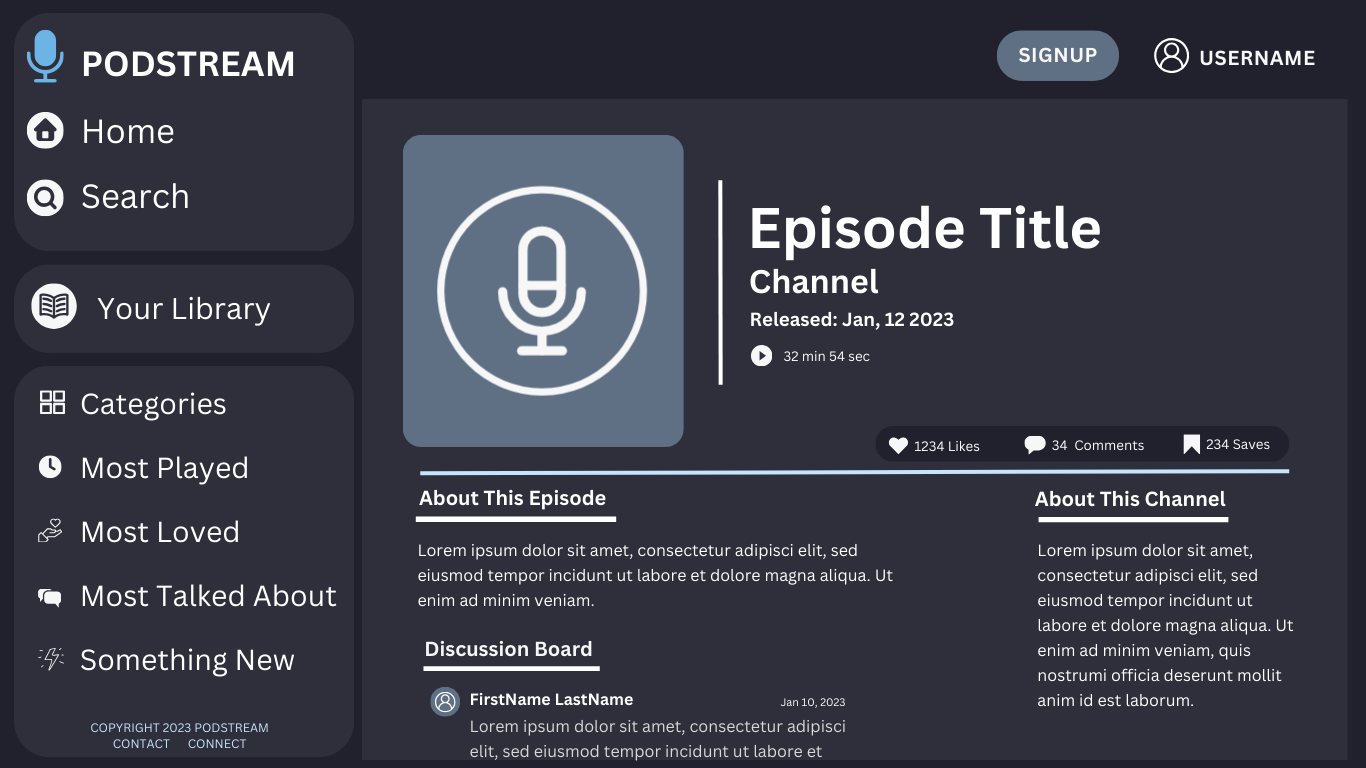 PODSTREAM
Home
Search
Your Library
Categories
Most Played
Most Loved
Most Talked About
Something New
COPYRIGHT 2023 PODSTREAM
CONTACT CONNECT
SIGNUP
USERNAME
Episode Title
Channel
Released: Jan, 12 2023
32 min 54 sec
1234 Likes
34 Comments
234 Saves
About This Episode
Lorem ipsum dolor sit amet, consectetur adipisci elit, sed
eiusmod tempor incidunt ut labore et dolore magna aliqua. Ut
enim ad minim veniam.
Discussion Board
FirstName LastName
Jan 10, 2023
Lorem ipsum dolor sit amet, consectetur adipisci
elit, sed eiusmod tempor incidunt ut labore et
About This Channel
Lorem ipsum dolor sit amet,
consectetur adipisci elit, sed
eiusmod tempor incidunt ut
labore et dolore magna aliqua. Ut
enim ad minim veniam, quis
nostrumi officia deserunt mollit
anim id est laborum.